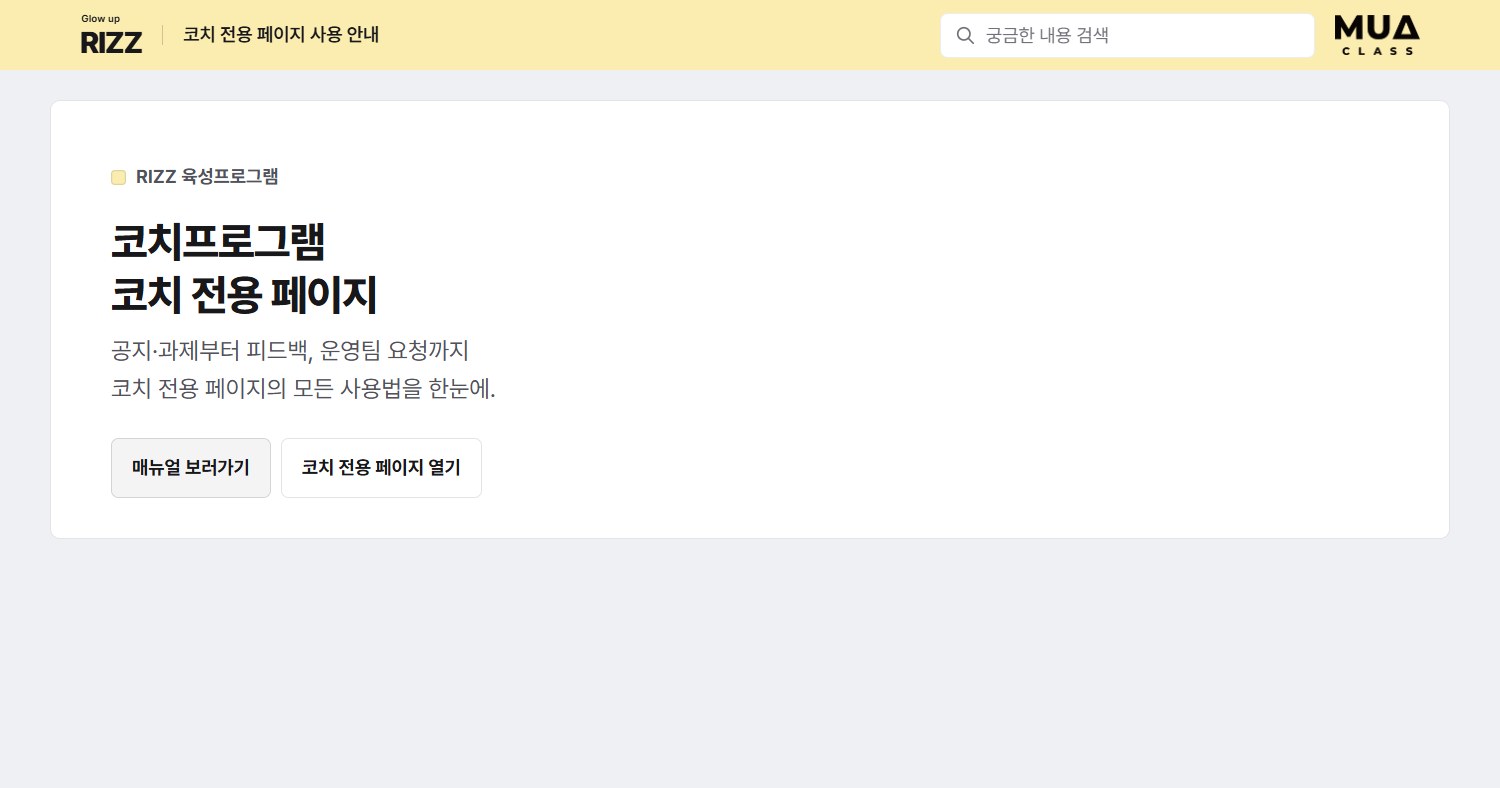 Glow up
RIZZ
코치 전용 페이지 사용 안내
궁금한 내용 검색
MUA
CLASS
RIZZ 육성프로그램
코치프로그램
코치 전용 페이지
공지·과제부터 피드백, 운영팀 요청까지
코치 전용 페이지의 모든 사용법을 한눈에.
매뉴얼 보러가기
코치 전용 페이지 열기